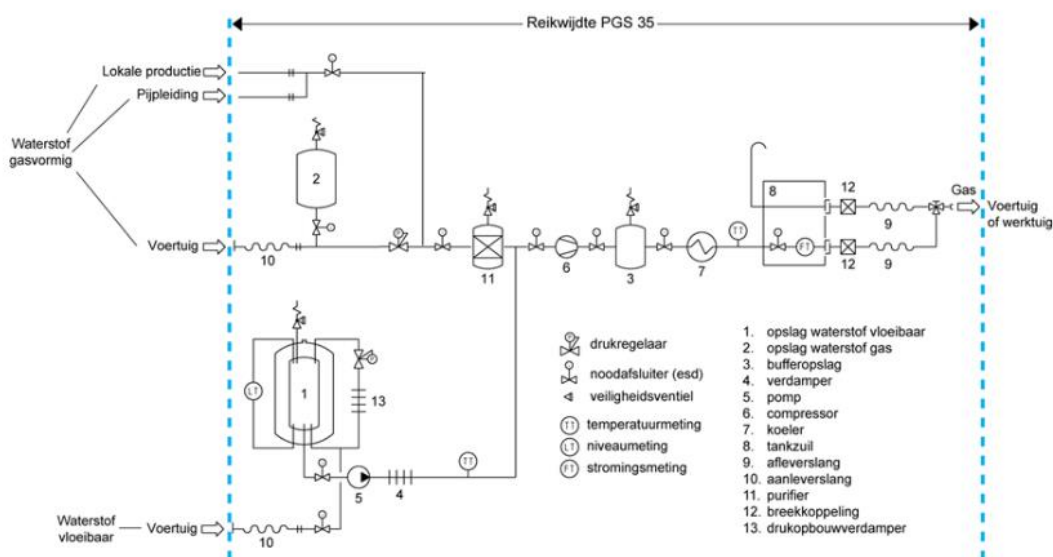 Reikwijdte PGS 35
Lokale productie
Pijpleiding
Waterstof
gasvormig
Voertuig
10
2
11
6
3
7
TT
8
FT
12
12
9
9
Gas
Voertuig
of werktuig
LT
1
13
5
4
TT
Waterstof
vloeibaar
Voertuig
10
drukregelaar
noodafsluiter (esd)
veiligheidsventiel
TT temperatuurmeting
LT niveaumeting
FT stromingsmeting
1. opslag waterstof vloeibaar
2. opslag waterstof gas
3. bufferopslag
4. verdamper
5. pomp
6. compressor
7. koeler
8. tankzuil
9. afleverslang
10. aanleverslang
11. purifier
12. breekkoppeling
13. drukopbouwverdamper